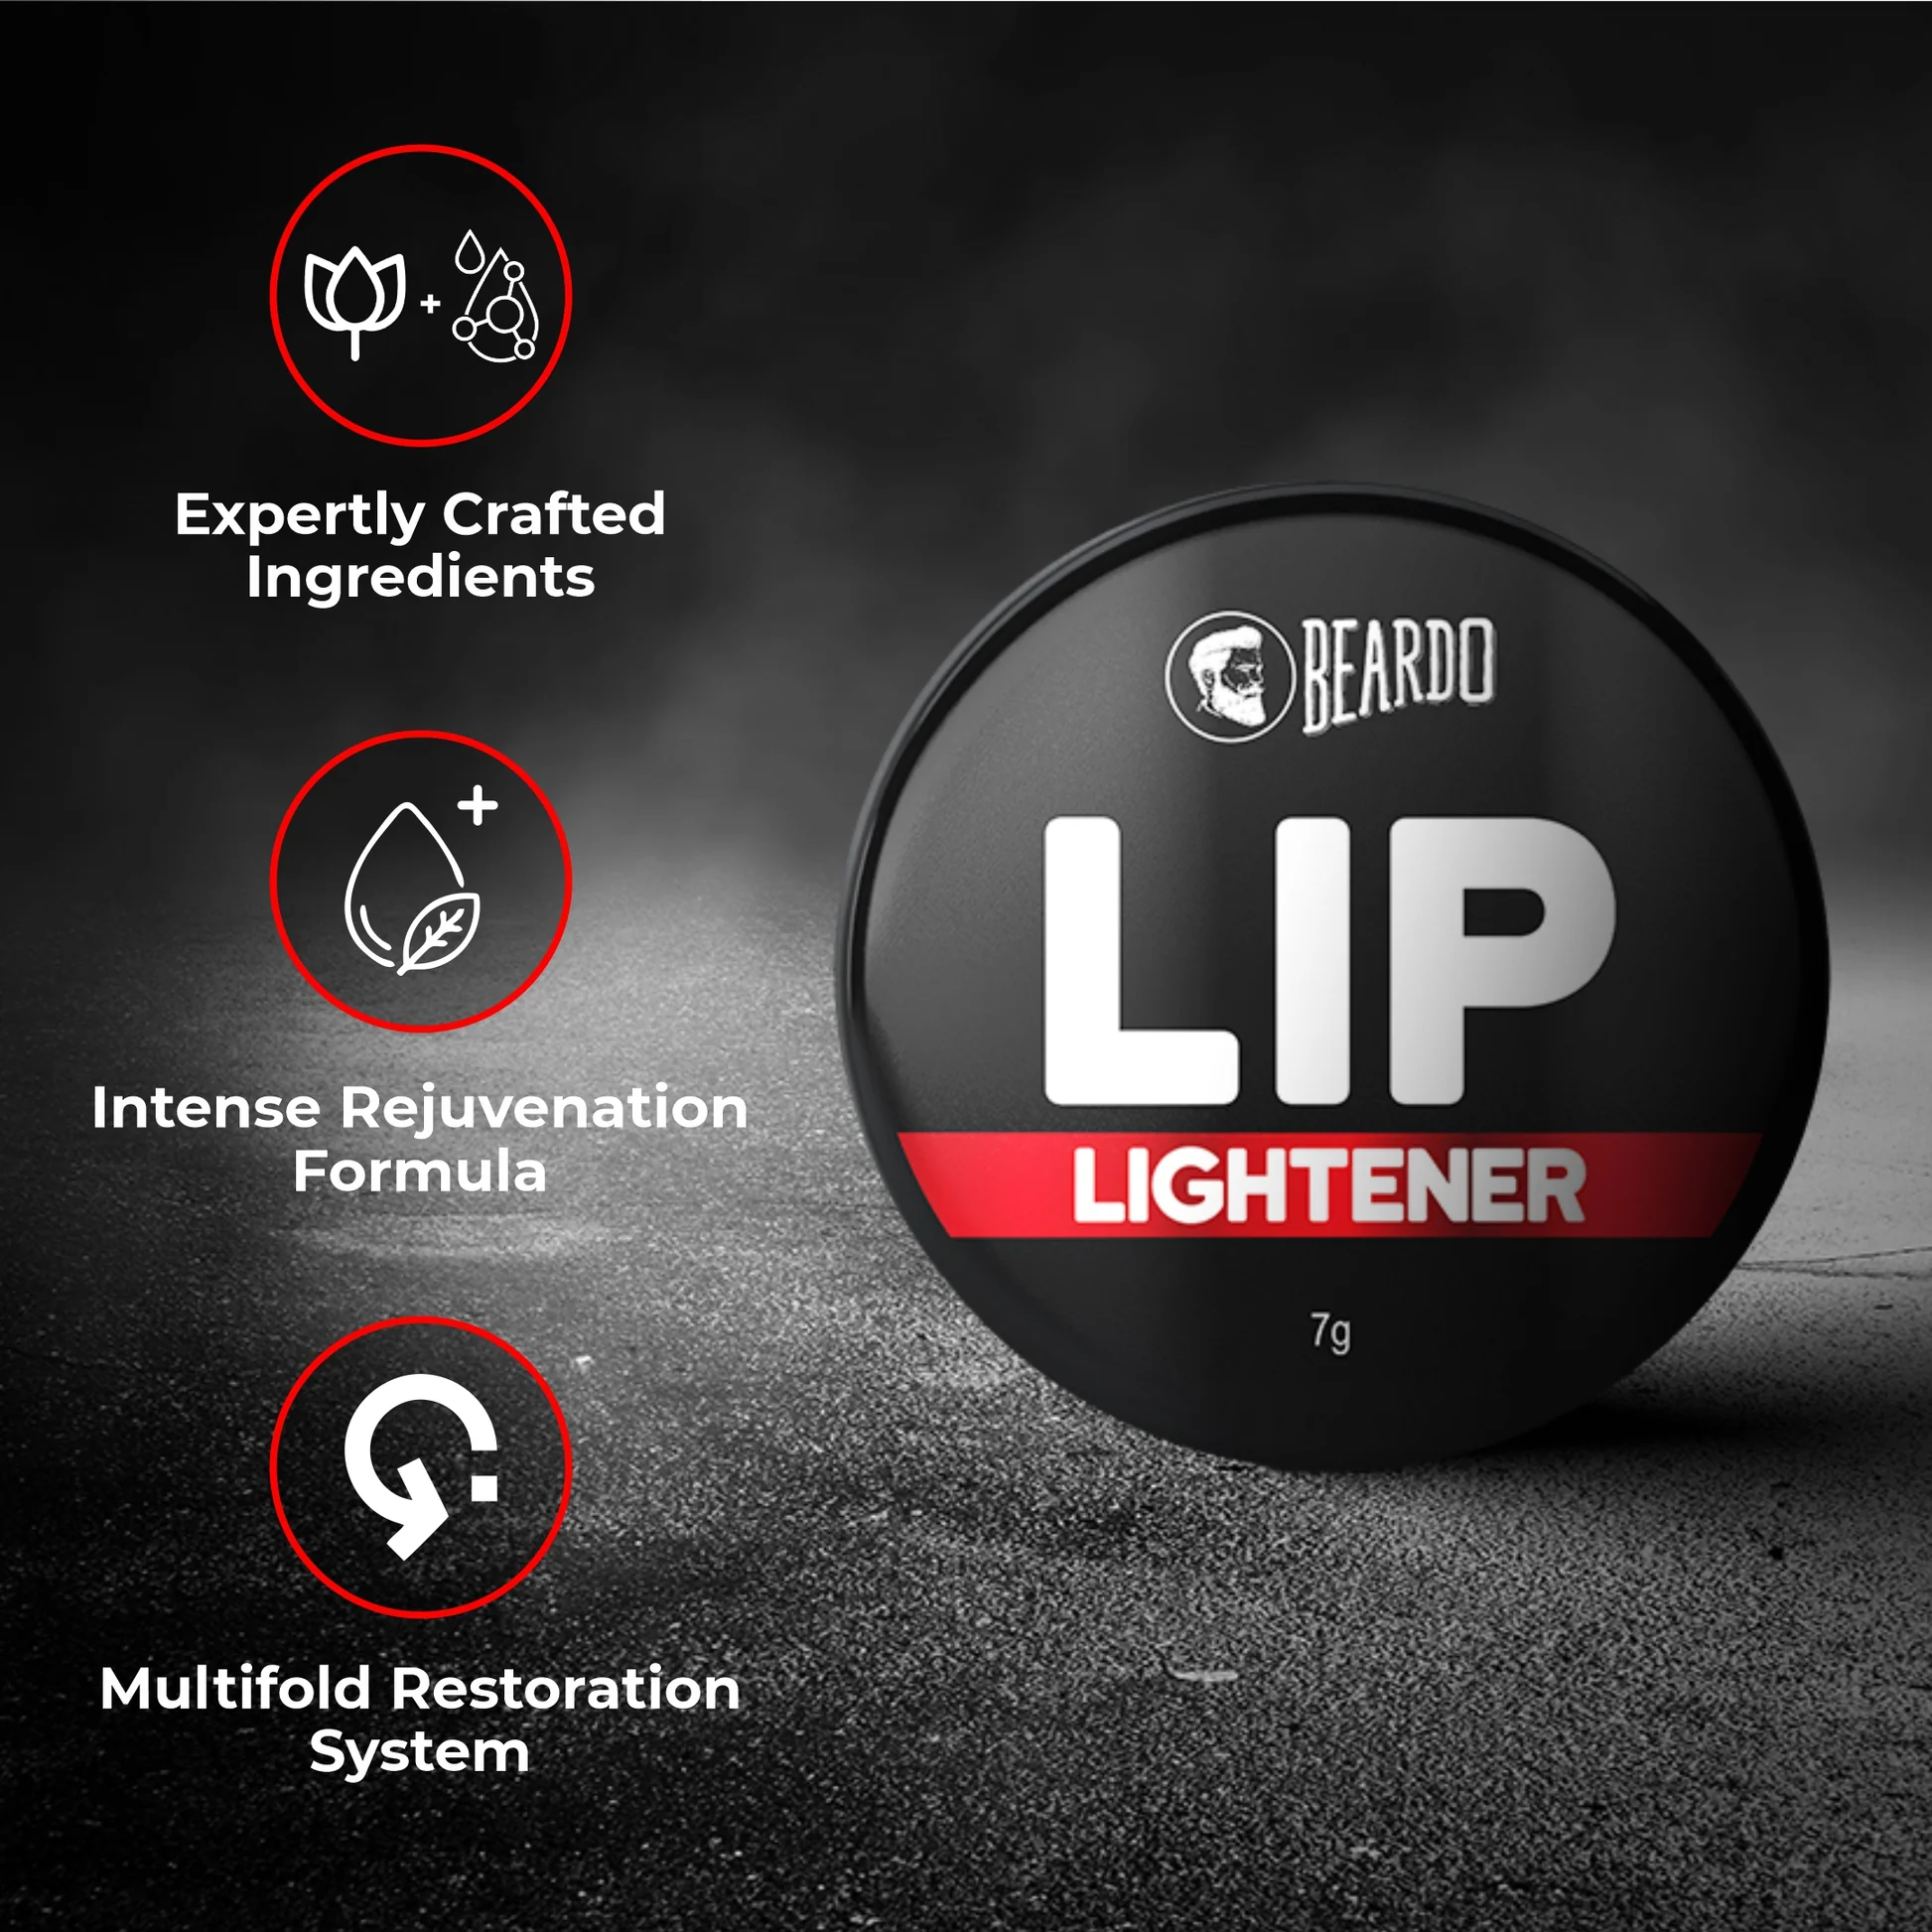 Expertly Crafted
Ingredients
Intense Rejuvenation
Formula
Multifold Restoration
System
BEARDO
LIP
LIGHTENER
7g